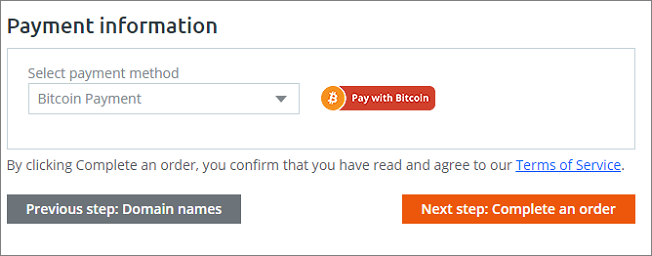 Payment information
Select payment method
Bitcoin Payment
Pay with Bitcoin
By clicking Complete an order, you confirm that you have read and agree to our Terms of Service.
Previous step: Domain names
Next step: Complete an order